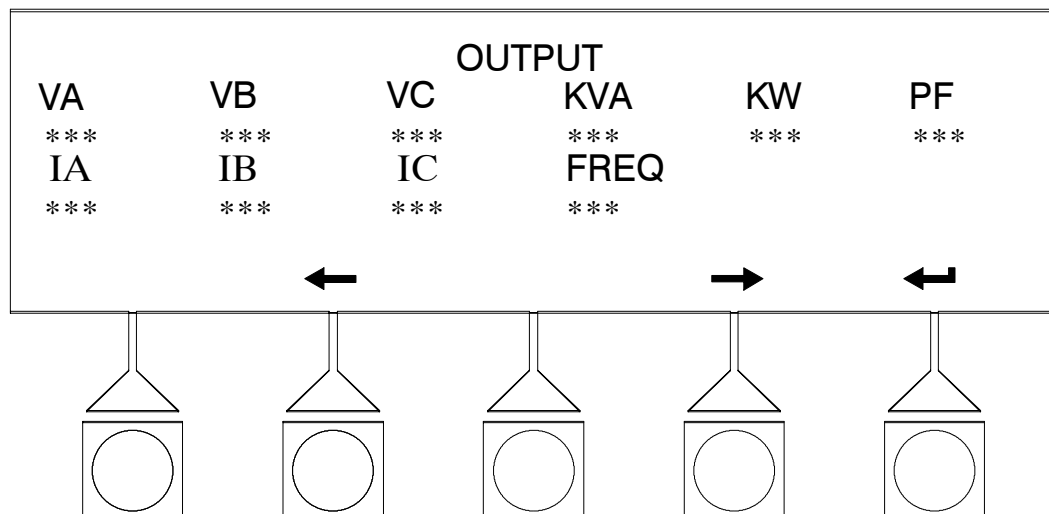 OUTPUT
VA VB VC KVA KW PF
*** *** *** *** *** ***
IA IB IC FREQ
*** *** *** ***